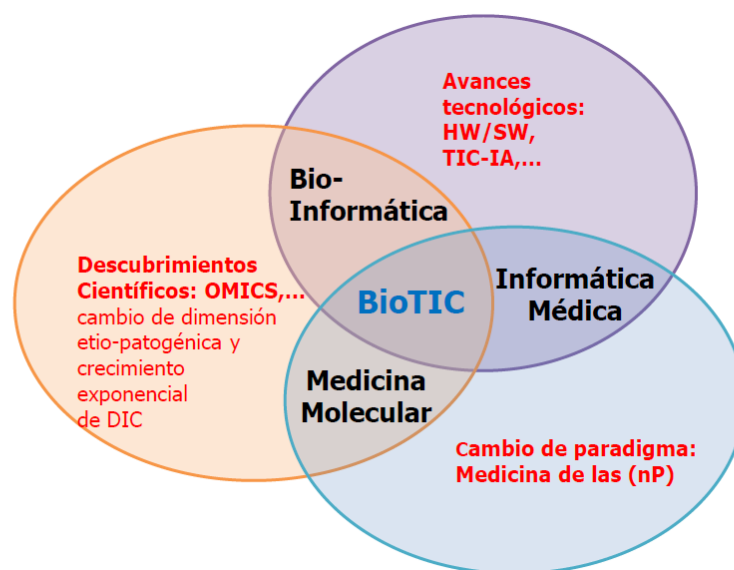 Avances
tecnológicos:
HW/SW,
TIC-IA,...
Bio-
Informática
Descubrimientos
Científicos: OMICS,...
cambio de dimensión
etio-patogénica y
crecimiento
exponencial
de DIC
BioTIC
Informática
Médica
Medicina
Molecular
Cambio de paradigma:
Medicina de las (nP)